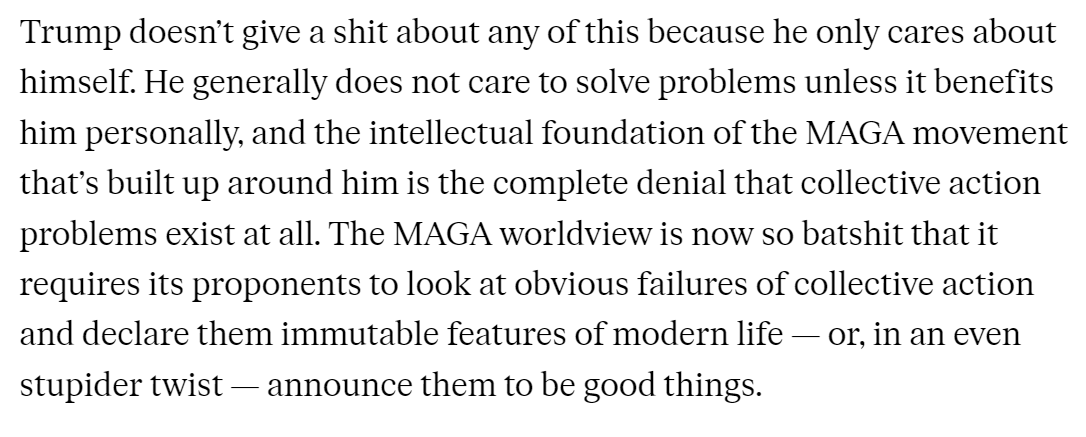 Trump doesn’t give a shit about any of this because he only cares about
himself. He generally does not care to solve problems unless it benefits
him personally, and the intellectual foundation of the MAGA movement
that’s built up around him is the complete denial that collective action
problems exist at all. The MAGA worldview is now so batshit that it
requires its proponents to look at obvious failures of collective action
and declare them immutable features of modern life — or, in an even
stupider twist — announce them to be good things.